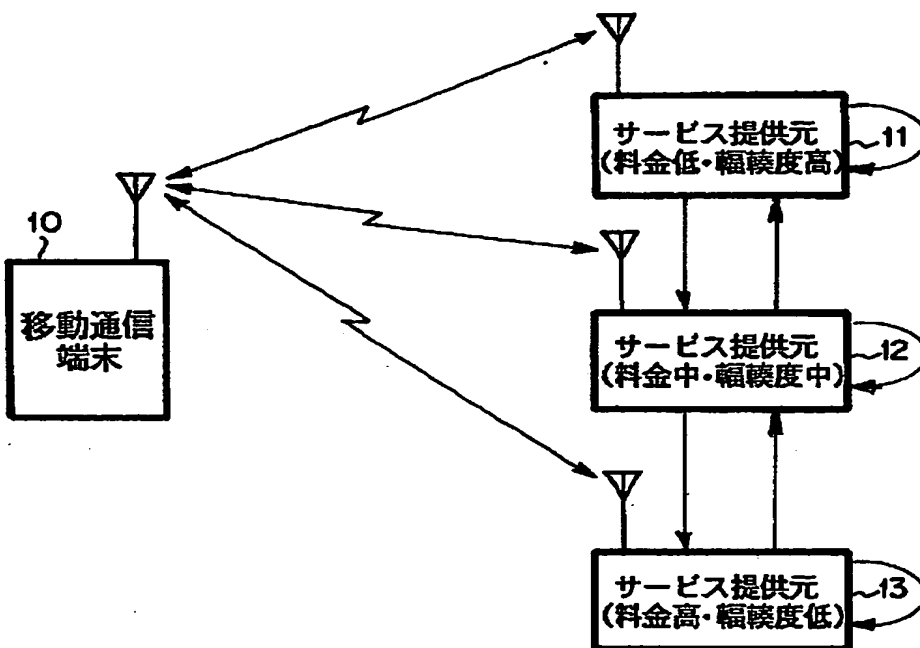 サービス提供元
(料金低・輻輳度高)
11
10
移動通信
端末
サービス提供元
(料金中・輻輳度中)
12
サービス提供元
(料金高・輻輳度低)
13